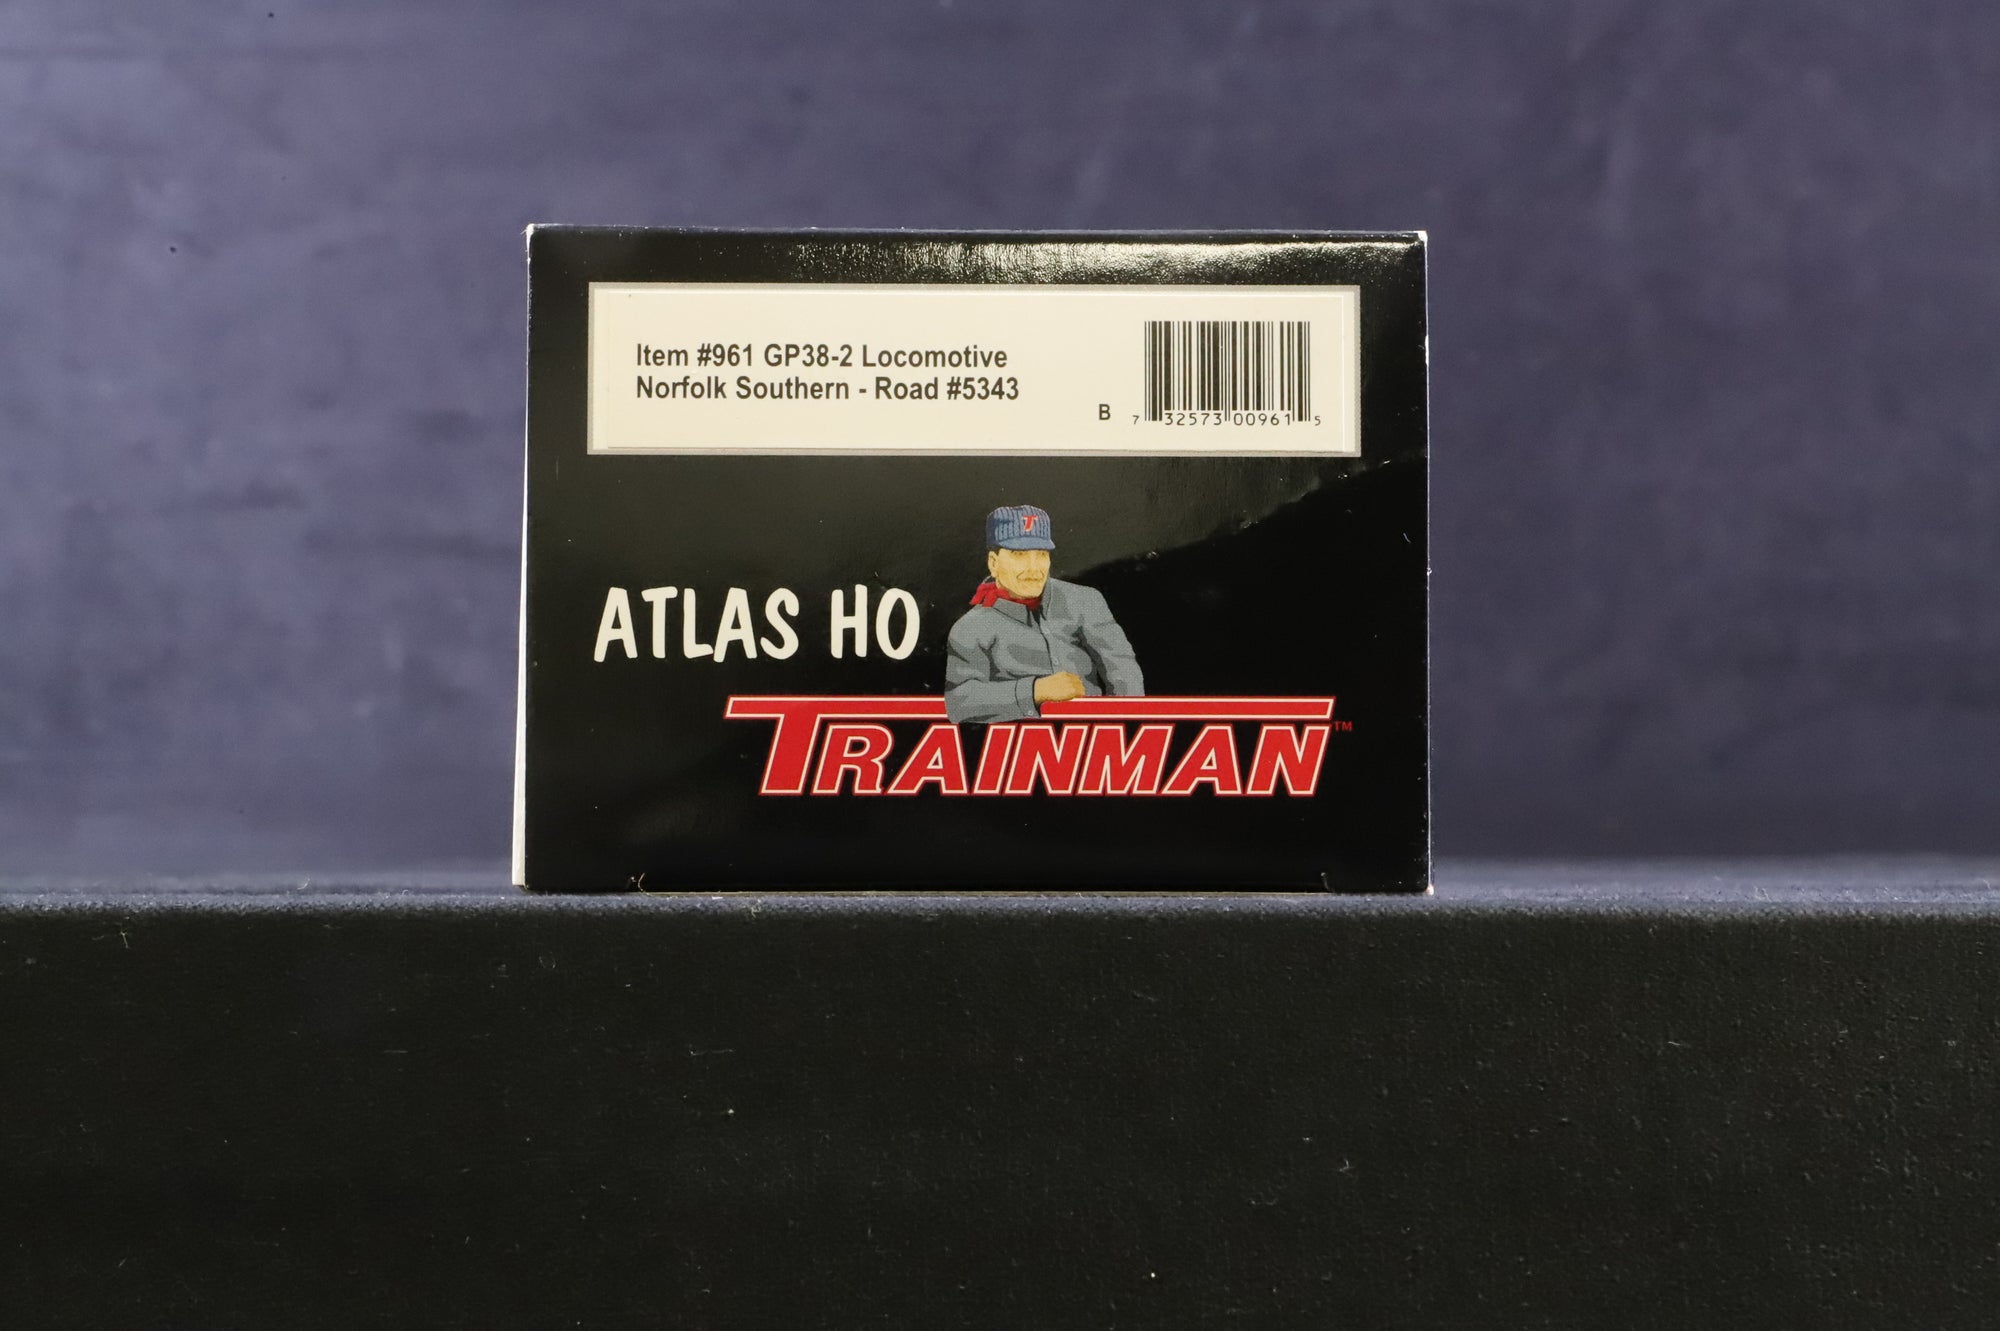 Item #961 GP38-2 Locomotive
Norfolk Southern - Road #5343
B 7 32573 00961 5
T
ATLAS HO
TRAINMAN™